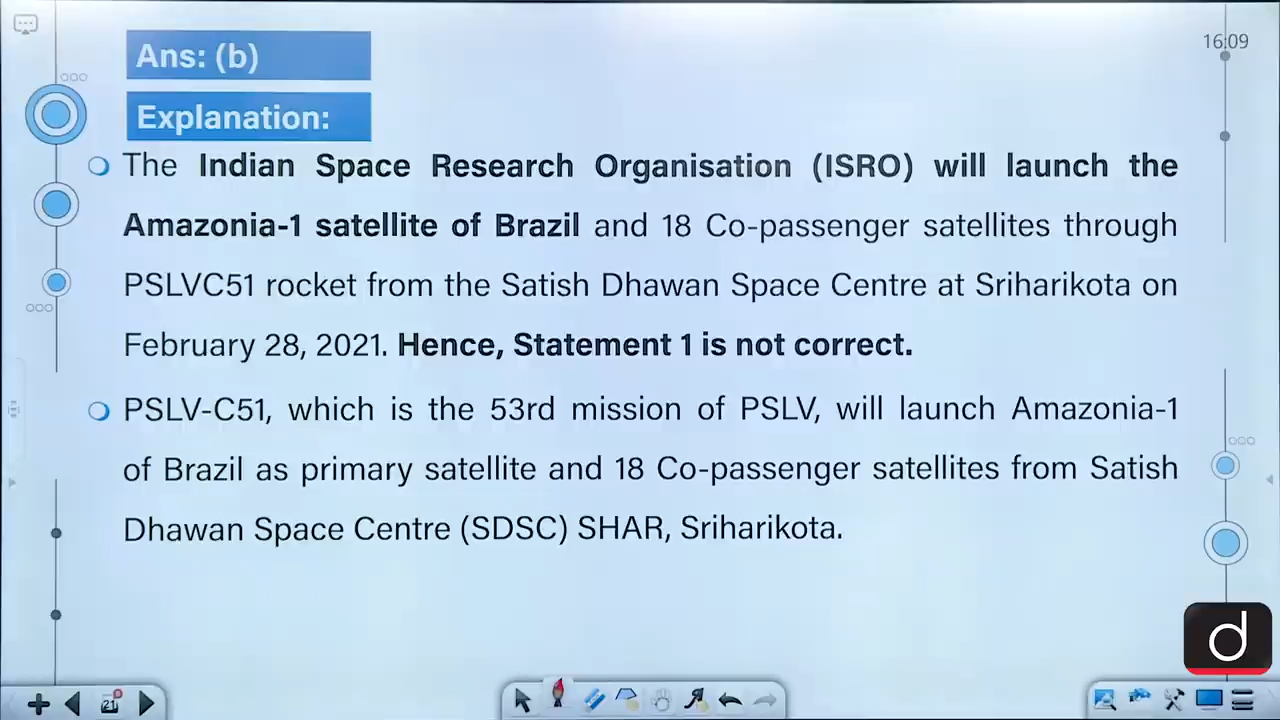 16:09
Ans: (b)
Explanation:
The Indian Space Research Organisation (ISRO) will launch the
Amazonia-1 satellite of Brazil and 18 Co-passenger satellites through
PSLVC51 rocket from the Satish Dhawan Space Centre at Sriharikota on
February 28, 2021. Hence, Statement 1 is not correct.
PSLV-C51, which is the 53rd mission of PSLV, will launch Amazonia-1
of Brazil as primary satellite and 18 Co-passenger satellites from Satish
Dhawan Space Centre (SDSC) SHAR, Sriharikota.
d
21